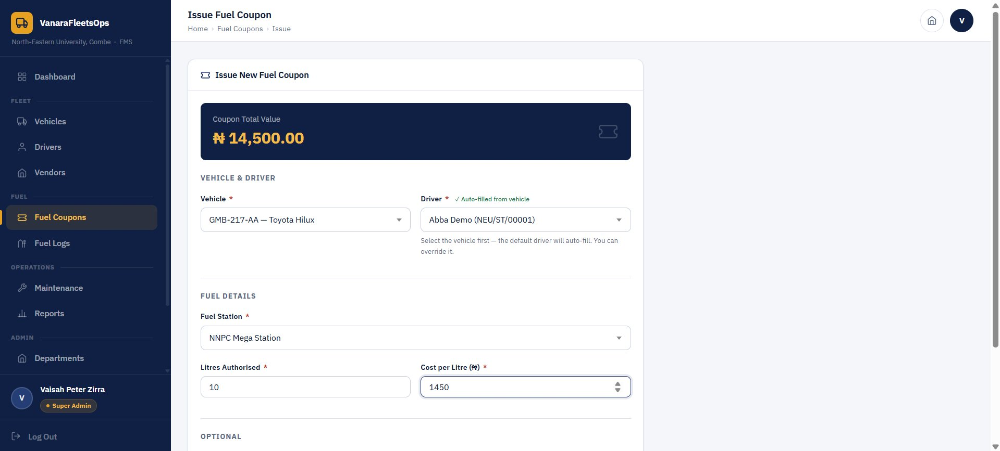 VanaraFleetsOps
North-Eastern University, Gombe · FMS
Dashboard
FLEET
Vehicles
Drivers
Vendors
FUEL
Fuel Coupons
Fuel Logs
OPERATIONS
Maintenance
Reports
ADMIN
Departments
V
Vaisah Peter Zirra
Super Admin
Log Out
Issue Fuel Coupon
Home › Fuel Coupons › Issue
V
Issue New Fuel Coupon
Coupon Total Value
₦ 14,500.00
VEHICLE & DRIVER
Vehicle *
GMB-217-AA — Toyota Hilux
Driver * ✓ Auto-filled from vehicle
Abba Demo (NEU/ST/00001)
Select the vehicle first — the default driver will auto-fill. You can
override it.
FUEL DETAILS
Fuel Station *
NNPC Mega Station
Litres Authorised *
10
Cost per Litre (₦) *
1450
OPTIONAL